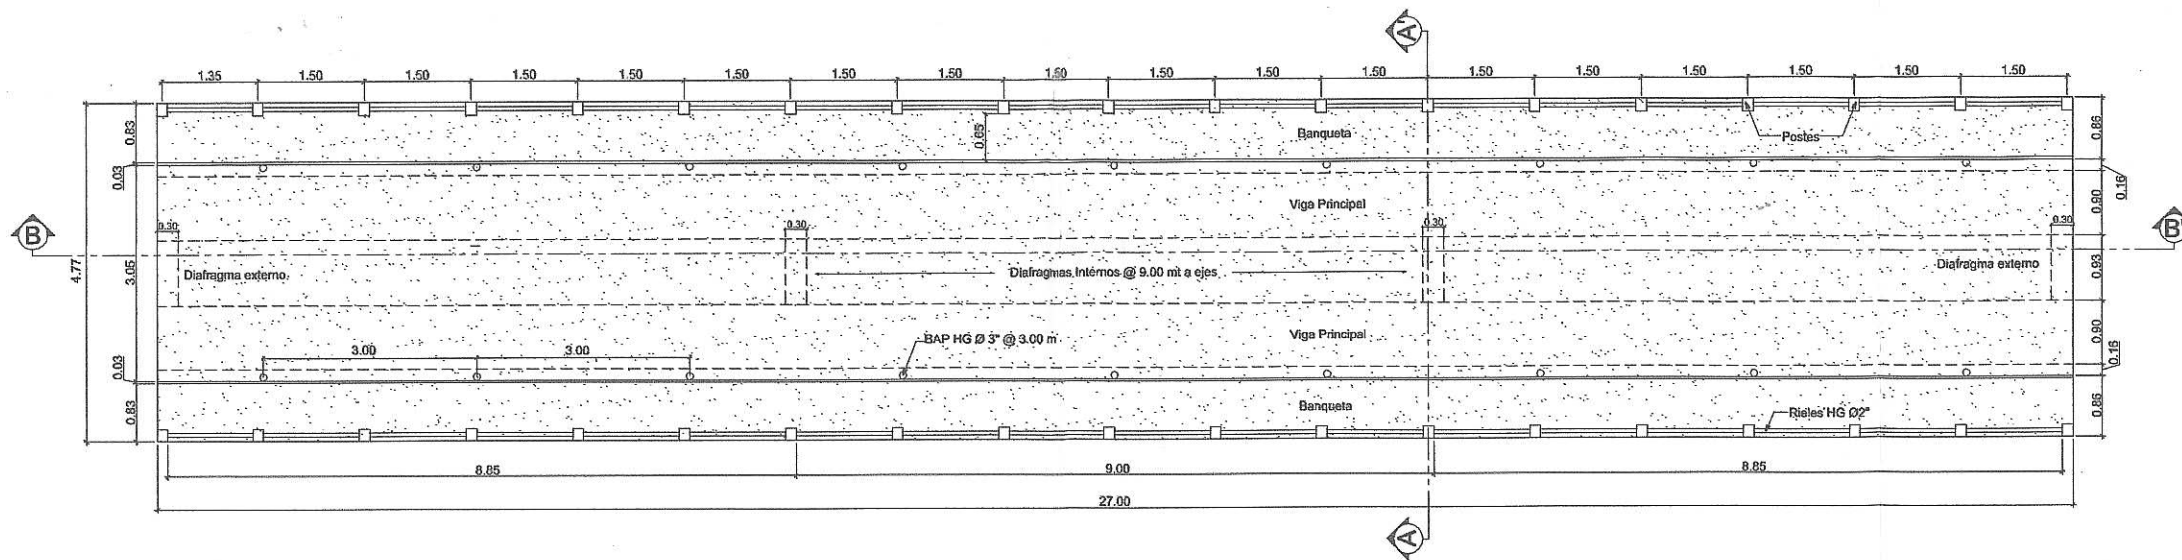 A'
1.35 1.50 1.50 1.50 1.50 1.50 1.50 1.50 1.50 1.50 1.50 1.50 1.50 1.50 1.50 1.50 1.50 1.50
0.83
0.65
Banqueta
Postes
0.86
0.03
0.16
Viga Principal
0.90
B
0.30
0.30
0.30
0.30
B'
4.77
3.05
Diafragma externo.
Diafragmas Internos @ 9.00 mt a ejes
Diafragma externo
0.93
Viga Principal
0.90
BAP HG Ø 3" @ 3.00 m
3.00
3.00
0.03
0.16
0.83
Banqueta
Rieles HG Ø2"
0.86
8.85
9.00
8.85
27.00
A